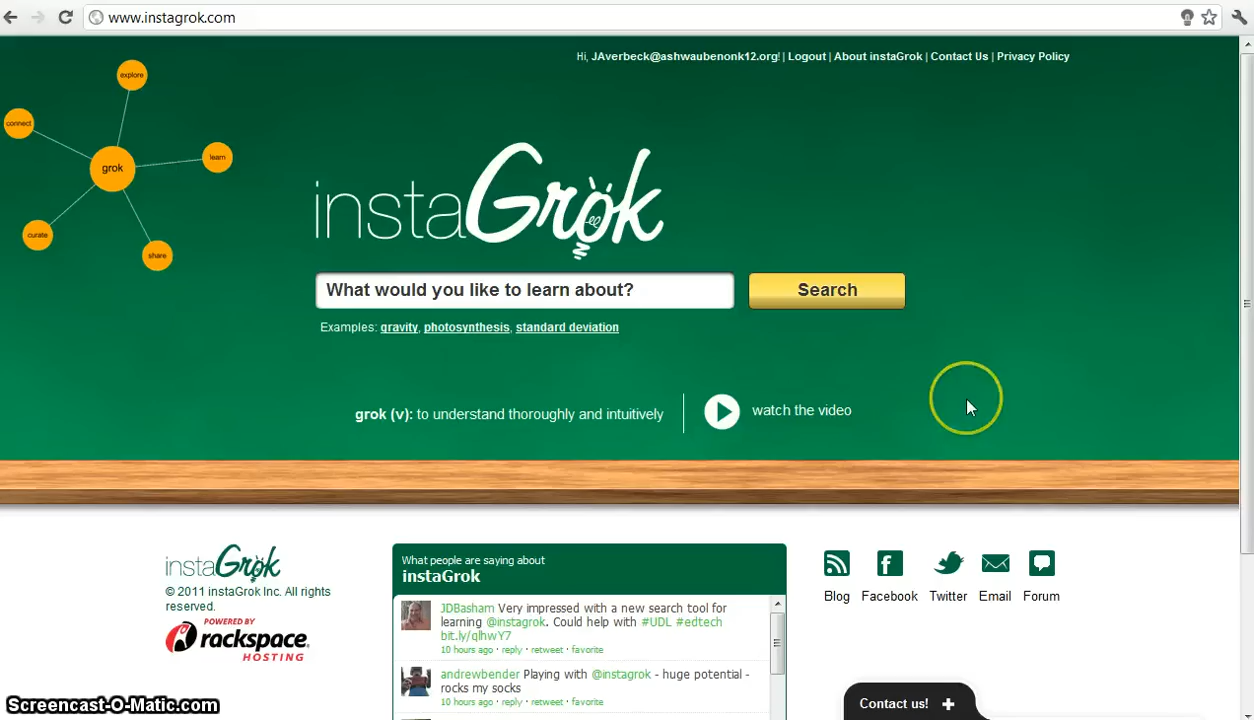 www.instagrok.com
Hi, JAverbeck@ashwaubenonk12.org! | Logout | About instaGrok | Contact Us | Privacy Policy
explore
connect
learn
grok
curate
share
instaGrok
What would you like to learn about?
Search
Examples: gravity, photosynthesis, standard deviation
grok (v): to understand thoroughly and intuitively
watch the video
instaGrok
© 2011 instaGrok Inc. All rights
reserved.
POWERED BY
rackspace
HOSTING
What people are saying about
instaGrok
JDBasham Very impressed with a new search tool for
learning @instagrok. Could help with #UDL #edtech
bit.ly/qlhwY7
10 hours ago · reply · retweet · favorite
andrewbender Playing with @instagrok - huge potential -
rocks my socks
10 hours ago · reply · retweet · favorite
Blog Facebook Twitter Email Forum
Contact us! +
Screencast-O-Matic.com